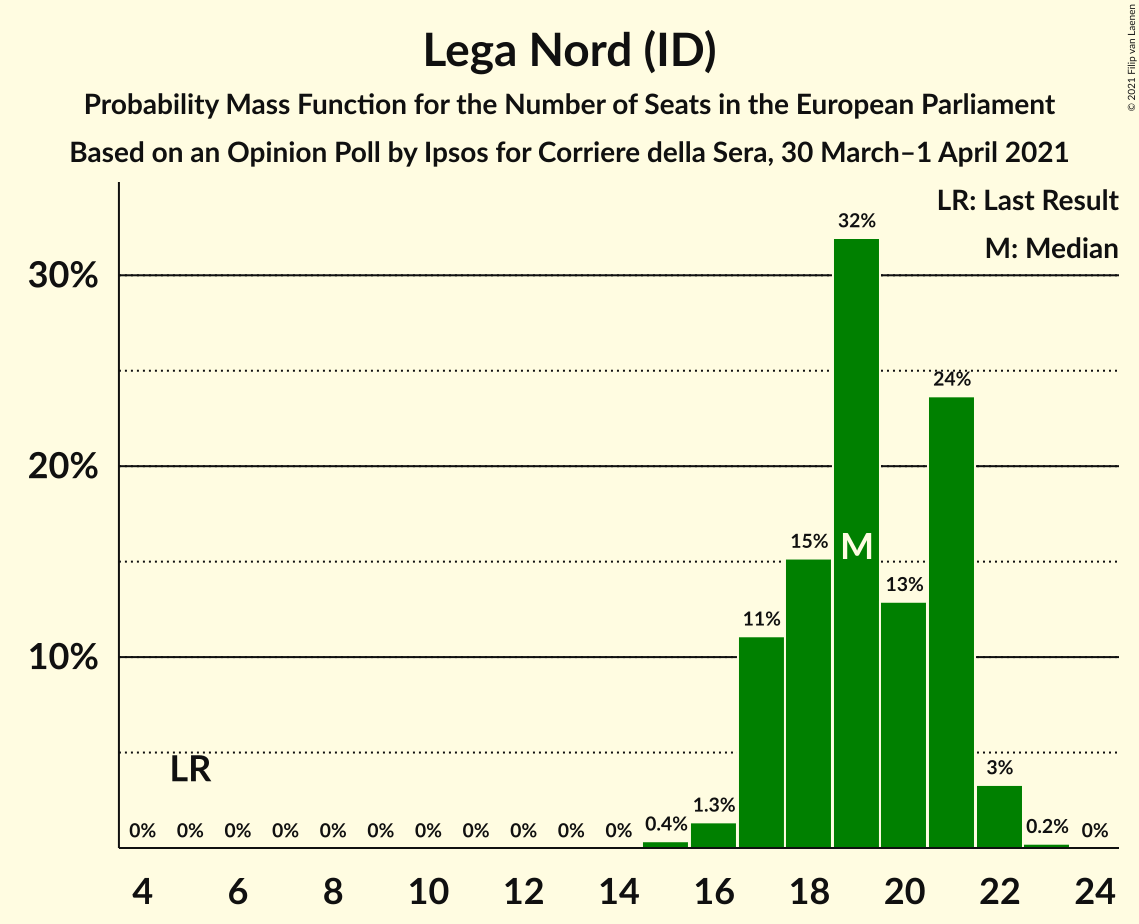 Lega Nord (ID)
Probability Mass Function for the Number of Seats in the European Parliament
Based on an Opinion Poll by Ipsos for Corriere della Sera, 30 March–1 April 2021
© 2021 Filip van Laenen
LR: Last Result
M: Median
30%
20%
10%
32%
24%
15%
M
13%
11%
LR
3%
1.3%
0% 0% 0% 0% 0% 0% 0% 0% 0% 0% 0% 0.4% 0.2% 0%
4 6 8 10 12 14 16 18 20 22 24